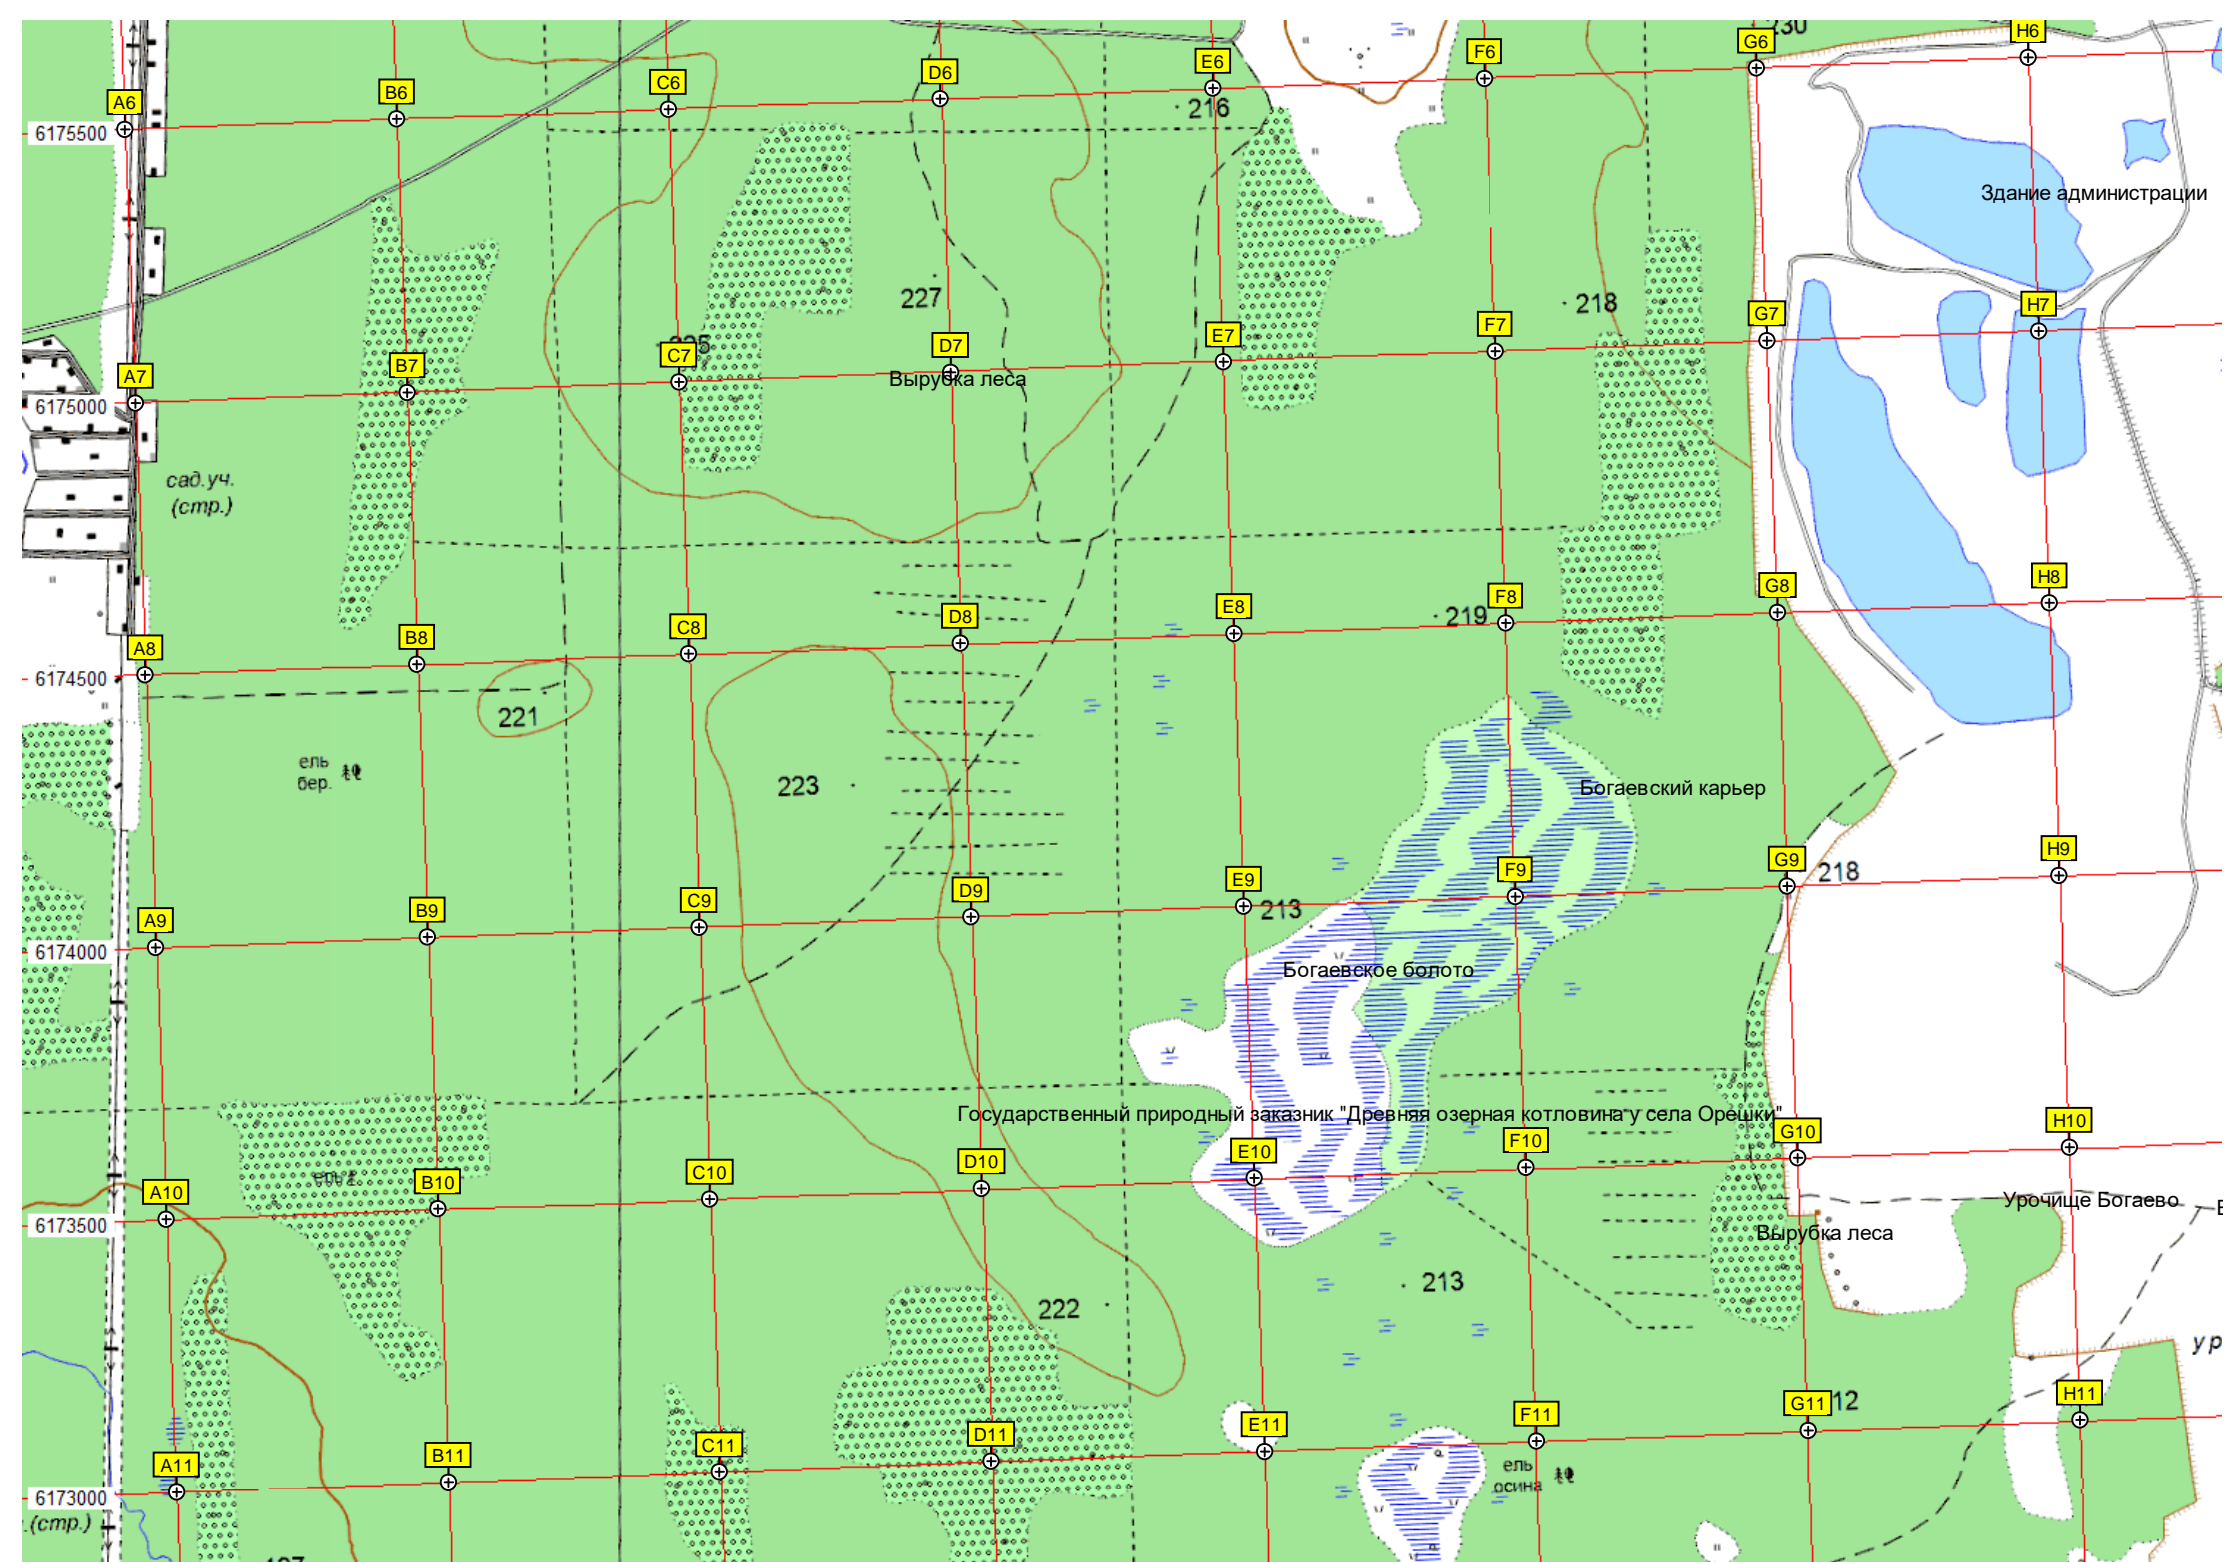 230
H6
G6
F6
E6
D6
C6
B6
A6
216
6175500
Здание администрации
227
218
H7
G7
F7
E7
D7
C7
B7
A7
Вырубка леса
6175000
сад.уч.
(стр.)
H8
G8
F8
219
E8
D8
C8
B8
A8
6174500
221
ель
бер.
223
Богаевский карьер
H9
G9
218
F9
E9
213
D9
C9
B9
A9
6174000
Богаевское болото
Государственный природный заказник "Древняя озерная котловина у села Орешки"
H10
G10
F10
E10
D10
C10
B10
A10
6173500
Урочище Богаево
Вырубка леса
213
222
ур
H11
G11
12
F11
E11
D11
C11
B11
A11
ель
осина
6173000
.(стр.)